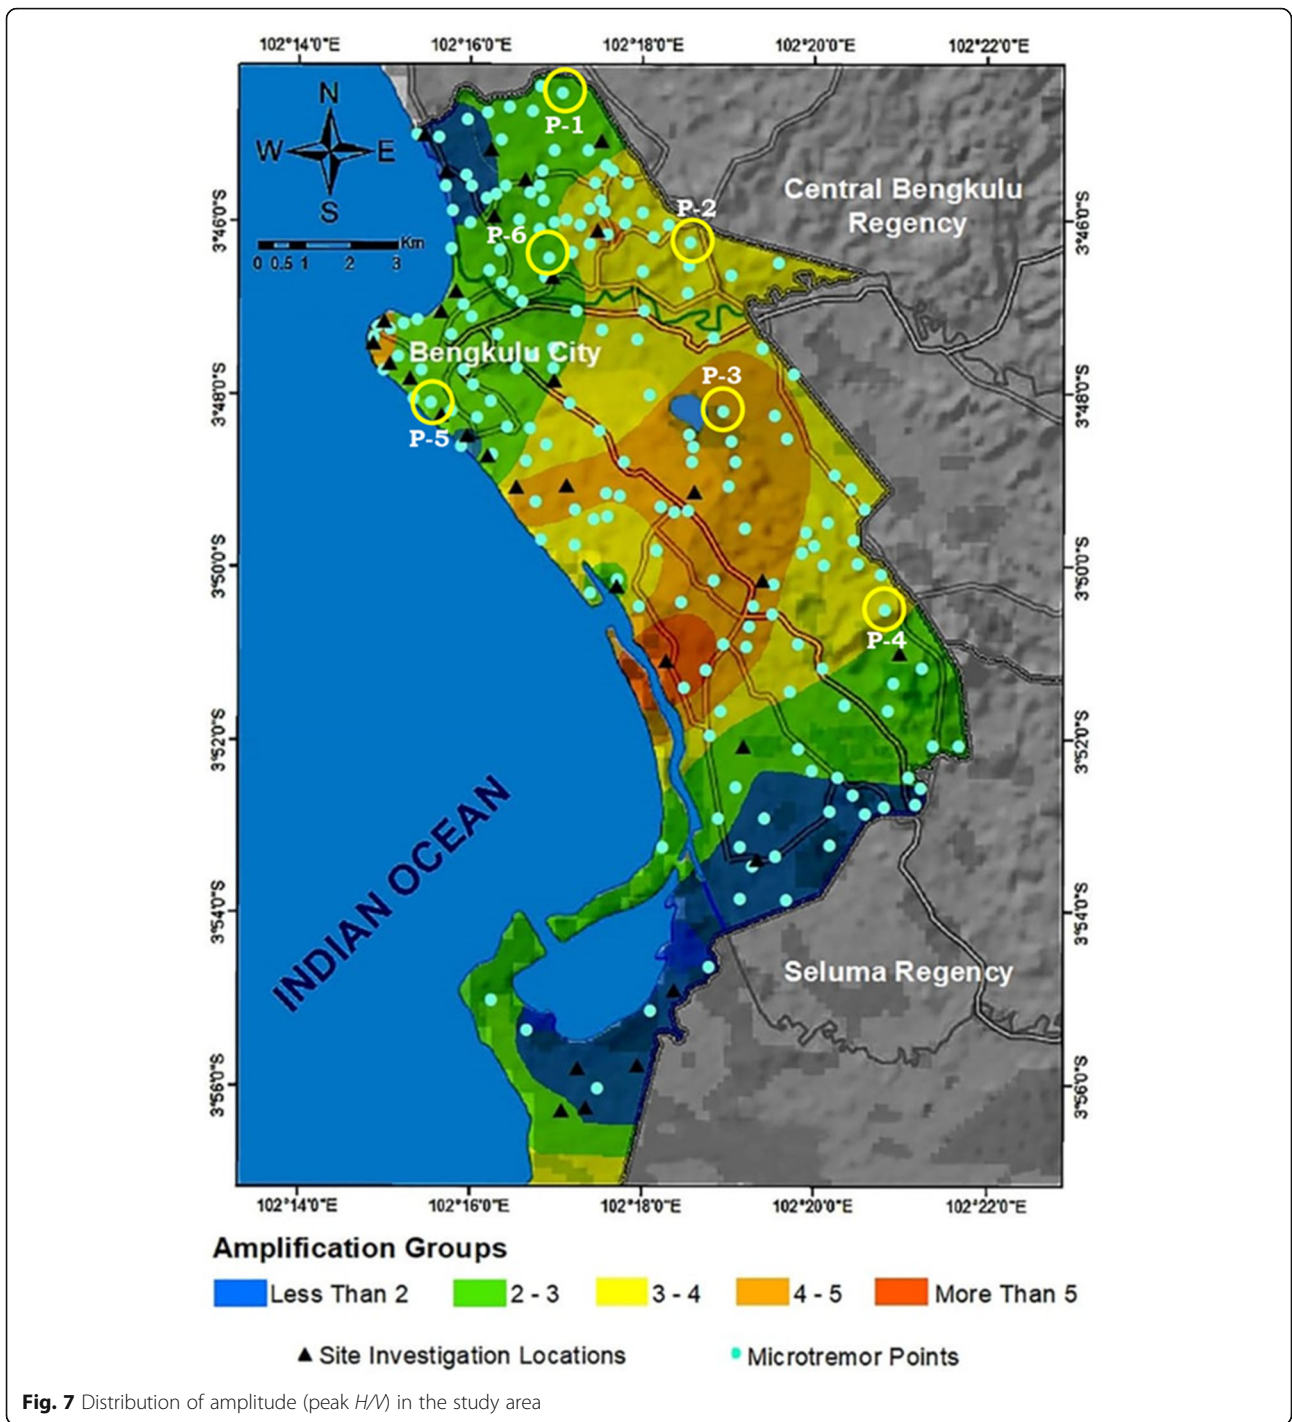 102°14'0"E 102°16'0"E 102°18'0"E 102°20'0"E 102°22'0"E
N
W E
S
Km
0 0.5 1 2 3
P-1
Central Bengkulu
Regency
P-2
P-6
3°46'0"S 3°46'0"S
Bengkulu City
P-3
3°48'0"S 3°48'0"S
P-5
3°50'0"S 3°50'0"S
P-4
3°52'0"S 3°52'0"S
INDIAN OCEAN
3°54'0"S 3°54'0"S
Seluma Regency
3°56'0"S 3°56'0"S
102°14'0"E 102°16'0"E 102°18'0"E 102°20'0"E 102°22'0"E
Amplification Groups
Less Than 2 2 - 3 3 - 4 4 - 5 More Than 5
Site Investigation Locations Microtremor Points
Fig. 7 Distribution of amplitude (peak H/V) in the study area